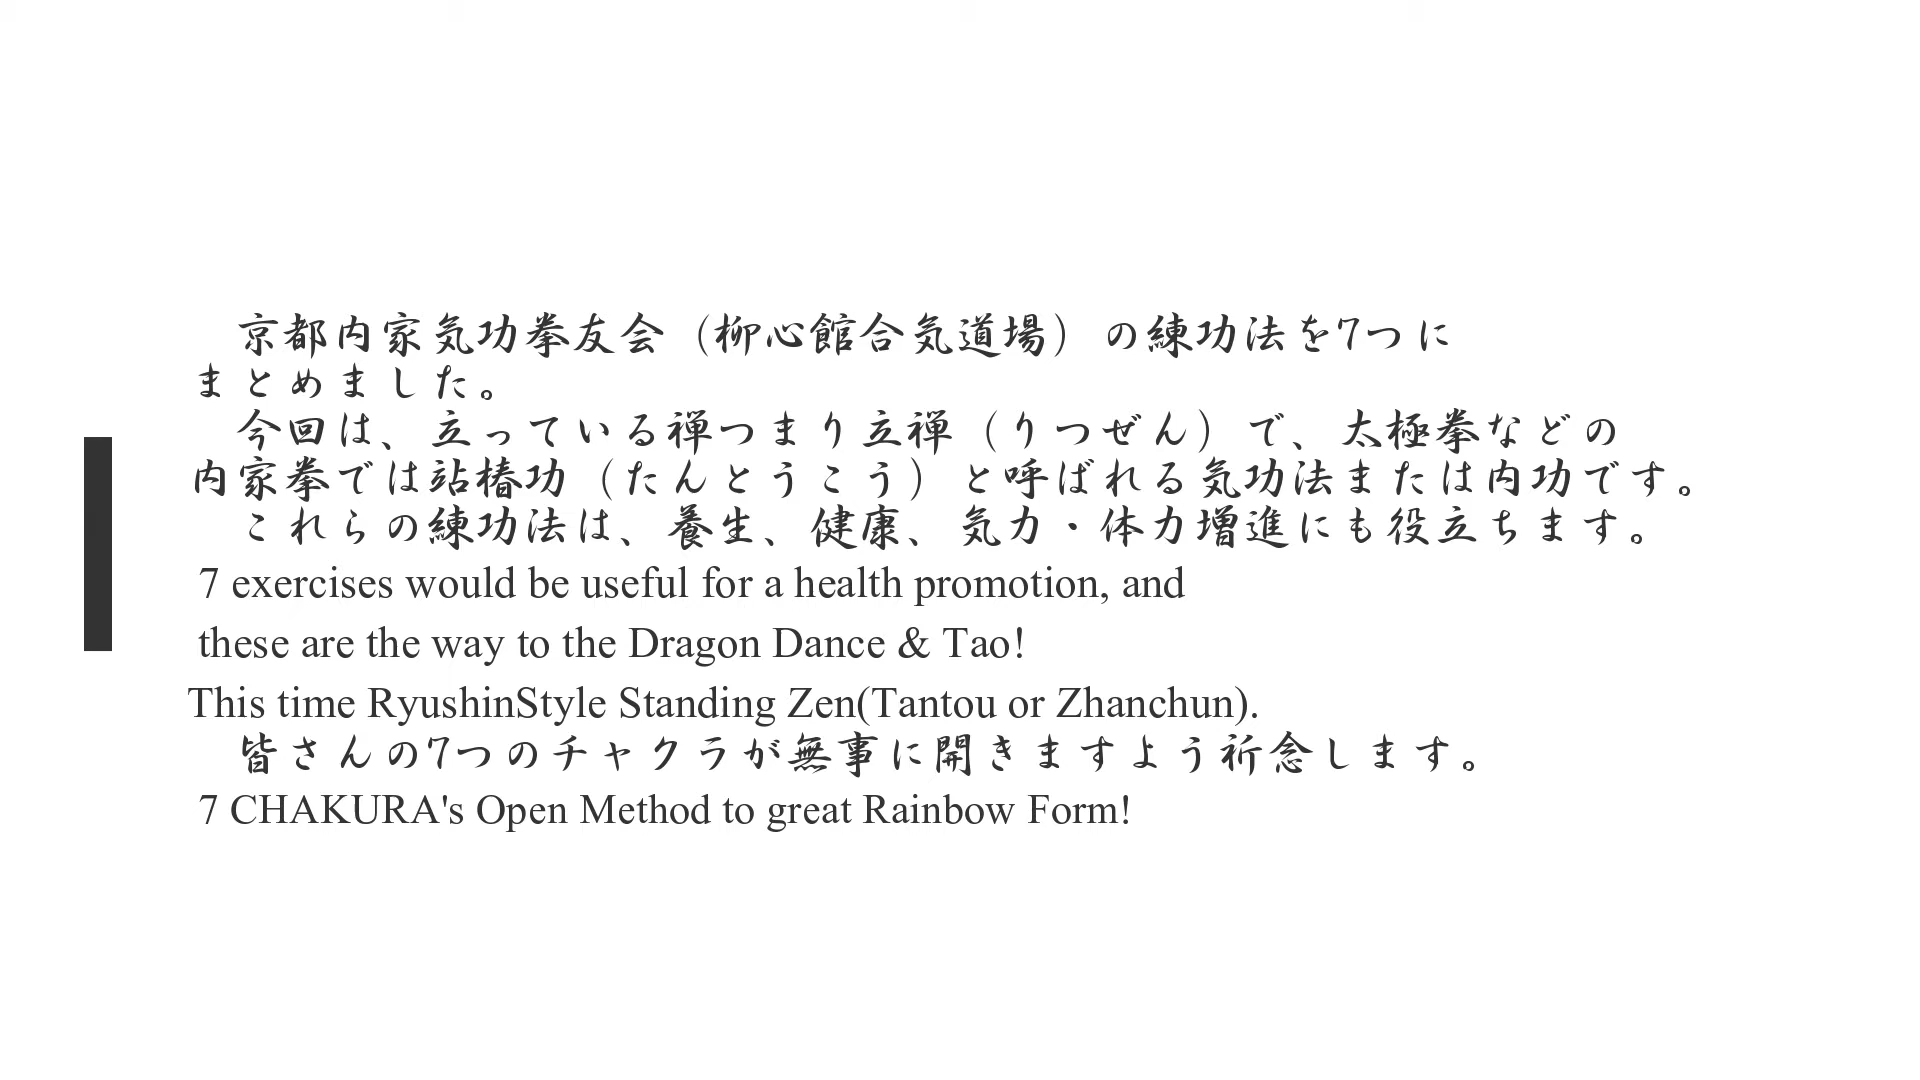 京都内家気功拳友会（柳心館合気道場）の練功法を7つに
まとめました。
今回は、立っている禅つまり立禅（りつぜん）で、太極拳などの
内家拳では站椿功（たんとうこう）と呼ばれる気功法または内功です。
これらの練功法は、養生、健康、気力・体力増進にも役立ちます。
7 exercises would be useful for a health promotion, and
these are the way to the Dragon Dance & Tao!
This time RyushinStyle Standing Zen(Tantou or Zhanchun).
皆さんの7つのチャクラが無事に開きますよう祈念します。
7 CHAKURA's Open Method to great Rainbow Form!